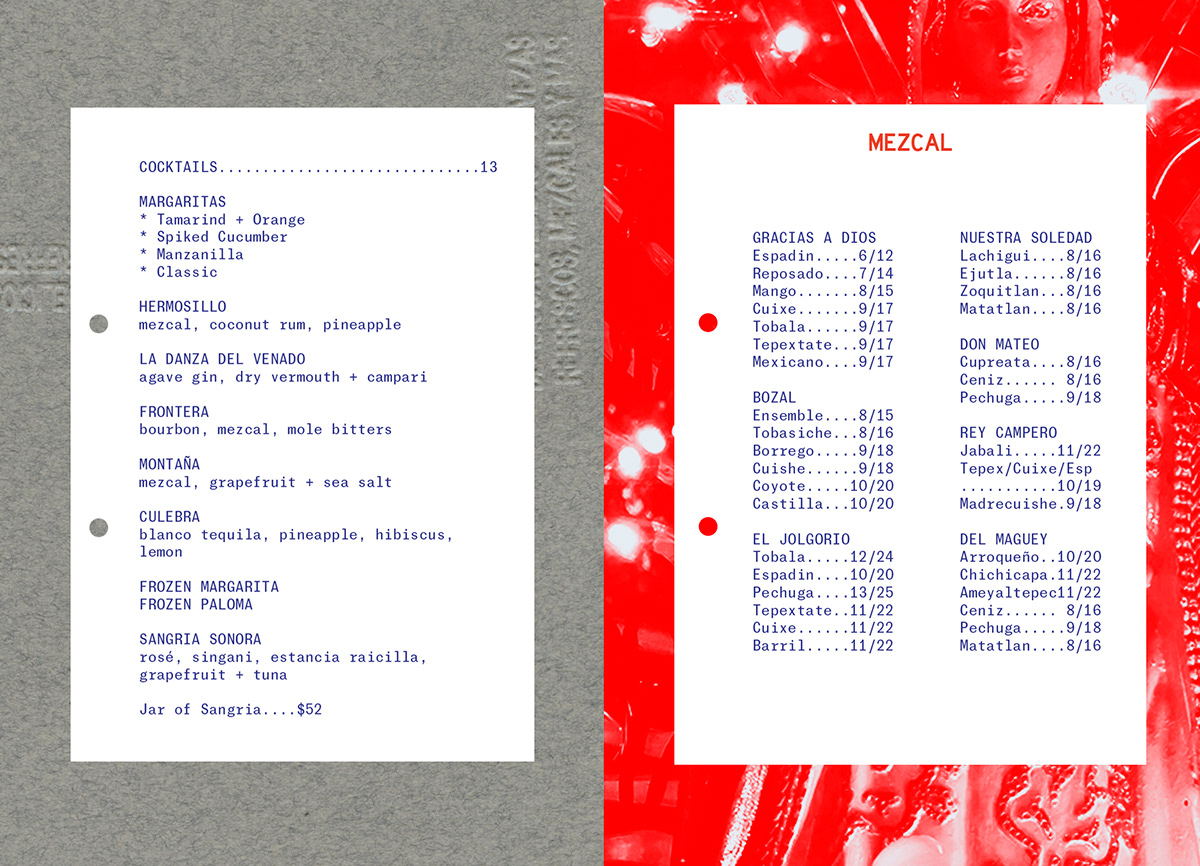 COCKTAILS..............................13
MARGARITAS
* Tamarind + Orange
* Spiked Cucumber
* Manzanilla
* Classic
HERMOSILLO
mezcal, coconut rum, pineapple
LA DANZA DEL VENADO
agave gin, dry vermouth + campari
FRONTERA
bourbon, mezcal, mole bitters
MONTAÑA
mezcal, grapefruit + sea salt
CULEBRA
blanco tequila, pineapple, hibiscus,
lemon
FROZEN MARGARITA
FROZEN PALOMA
SANGRIA SONORA
rosé, singani, estancia raicilla,
grapefruit + tuna
Jar of Sangria....$52
MEZCAL
GRACIAS A DIOS
Espadin.....6/12
Reposado....7/14
Mango.......8/15
Cuixe.......9/17
Tobala......9/17
Tepextate...9/17
Mexicano....9/17
BOZAL
Ensemble....8/15
Tobasiche...8/16
Borrego.....9/18
Cuishe......9/18
Coyote.....10/20
Castilla...10/20
EL JOLGORIO
Tobala.....12/24
Espadin....10/20
Pechuga....13/25
Tepextate..11/22
Cuixe......11/22
Barril.....11/22
NUESTRA SOLEDAD
Lachigui....8/16
Ejutla......8/16
Zoquitlan...8/16
Matatlan....8/16
DON MATEO
Cupreata....8/16
Ceniz...... 8/16
Pechuga.....9/18
REY CAMPERO
Jabali.....11/22
Tepex/Cuixe/Esp
...........10/19
Madrecuishe.9/18
DEL MAGUEY
Arroqueño..10/20
Chichicapa.11/22
Ameyaltepec11/22
Ceniz...... 8/16
Pechuga.....9/18
Matatlan....8/16